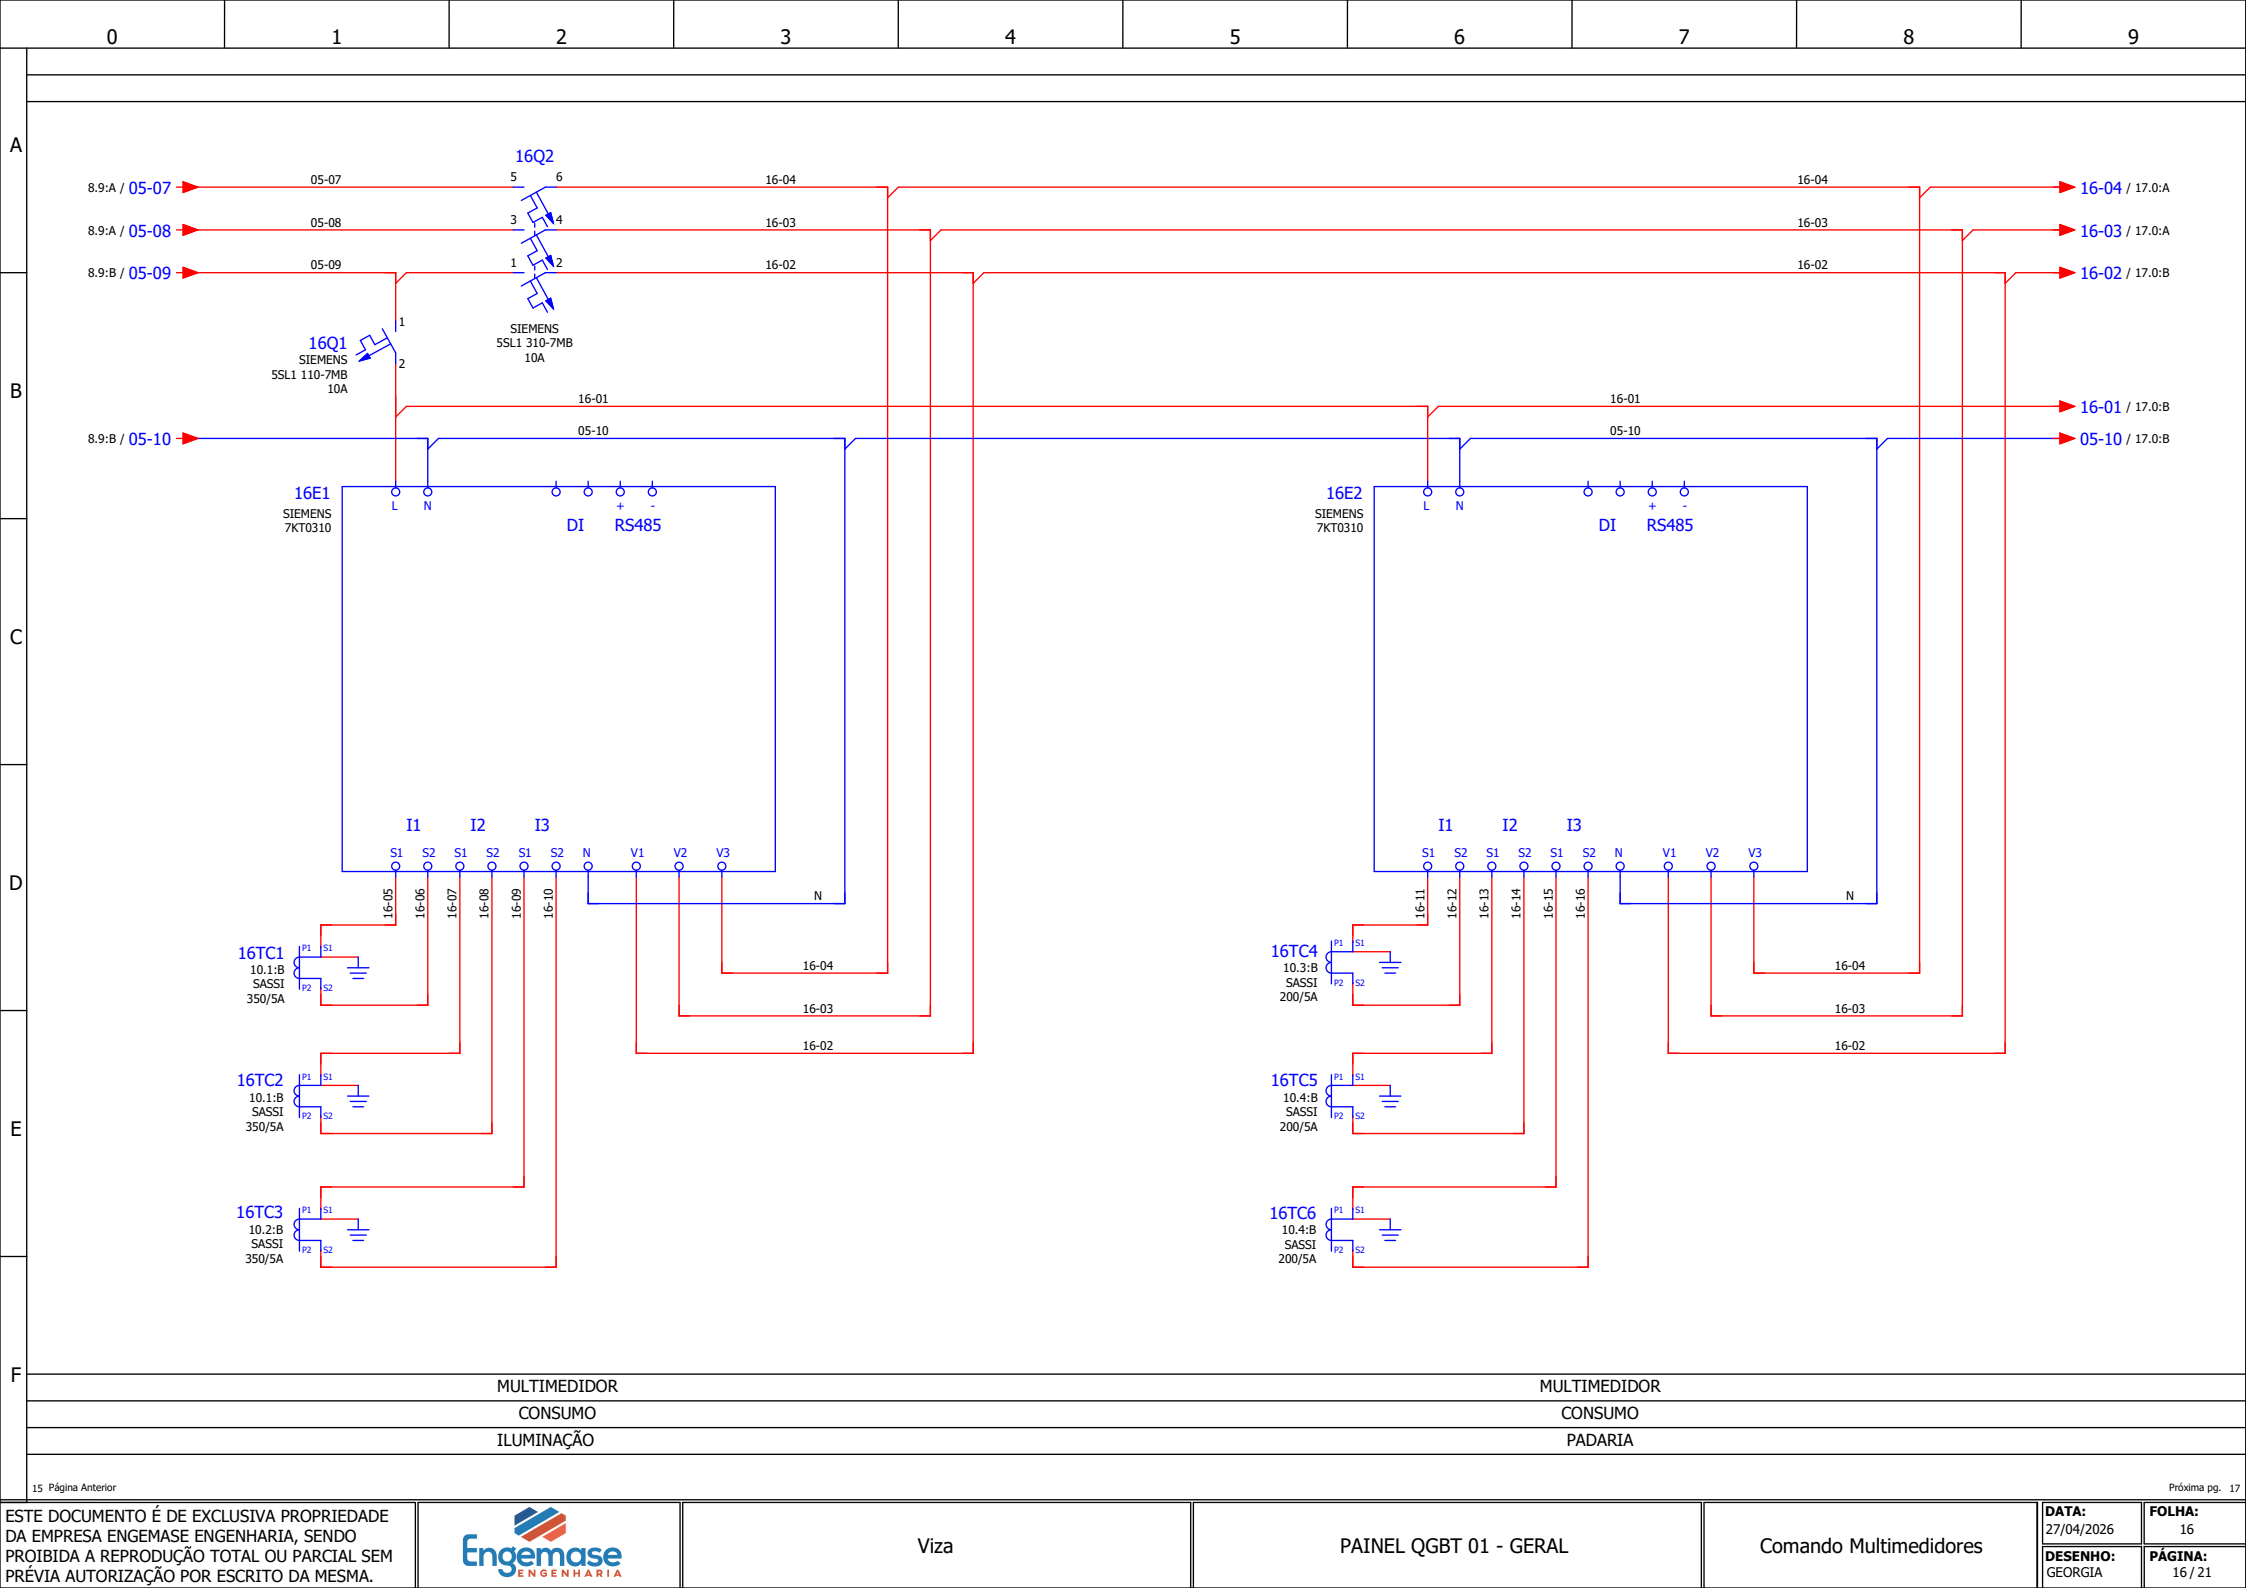 0 1 2 3 4 5 6 7 8 9
A
B
C
D
E
F
16Q2
8.9:A / 05-07 05-07 5 6 16-04 16-04 16-04 / 17.0:A
8.9:A / 05-08 05-08 3 4 16-03 16-03 16-03 / 17.0:A
8.9:B / 05-09 05-09 1 2 16-02 16-02 16-02 / 17.0:B
SIEMENS
5SL1 310-7MB
10A
1
16Q1
SIEMENS
2
5SL1 110-7MB
10A
16-01 16-01 16-01 / 17.0:B
8.9:B / 05-10 05-10 05-10 05-10 / 17.0:B
16E1
SIEMENS
7KT0310
L N + -
DI RS485
I1 I2 I3
S1 S2 S1 S2 S1 S2 N V1 V2 V3
16-05 16-06 16-07 16-08 16-09 16-10 N
16TC1
10.1:B
SASSI
350/5A
P1 S1
P2 S2
16-04
16-03
16-02
16TC2
10.1:B
SASSI
350/5A
P1 S1
P2 S2
16TC3
10.2:B
SASSI
350/5A
P1 S1
P2 S2
16E2
SIEMENS
7KT0310
L N + -
DI RS485
I1 I2 I3
S1 S2 S1 S2 S1 S2 N V1 V2 V3
16-11 16-12 16-13 16-14 16-15 16-16 N
16TC4
10.3:B
SASSI
200/5A
P1 S1
P2 S2
16-04
16-03
16-02
16TC5
10.4:B
SASSI
200/5A
P1 S1
P2 S2
16TC6
10.4:B
SASSI
200/5A
P1 S1
P2 S2
MULTIMEDIDOR MULTIMEDIDOR
CONSUMO CONSUMO
ILUMINAÇÃO PADARIA
15 Página Anterior Próxima pg. 17
ESTE DOCUMENTO É DE EXCLUSIVA PROPRIEDADE
DA EMPRESA ENGEMASE ENGENHARIA, SENDO
PROIBIDA A REPRODUÇÃO TOTAL OU PARCIAL SEM
PRÉVIA AUTORIZAÇÃO POR ESCRITO DA MESMA.
Engemase
ENGENHARIA
Viza
PAINEL QGBT 01 - GERAL
Comando Multimedidores
DATA:
27/04/2026
FOLHA:
16
DESENHO:
GEORGIA
PÁGINA:
16 / 21